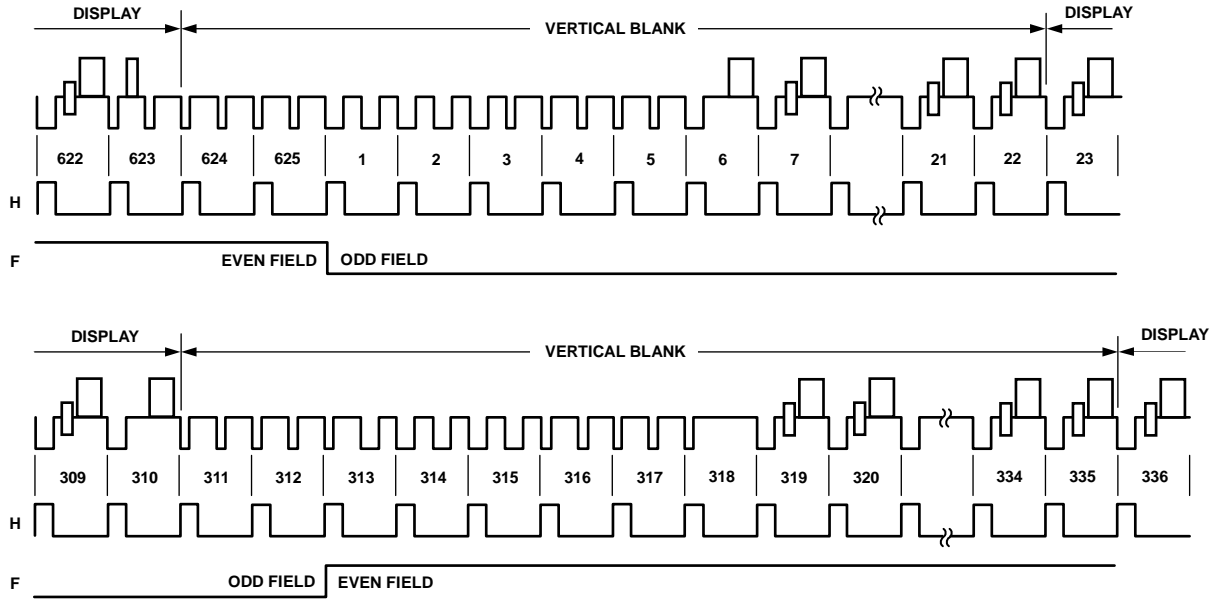 DISPLAY VERTICAL BLANK DISPLAY
622 623 624 625 1 2 3 4 5 6 7 21 22 23
H
F EVEN FIELD ODD FIELD
DISPLAY VERTICAL BLANK DISPLAY
309 310 311 312 313 314 315 316 317 318 319 320 334 335 336
H
F ODD FIELD EVEN FIELD